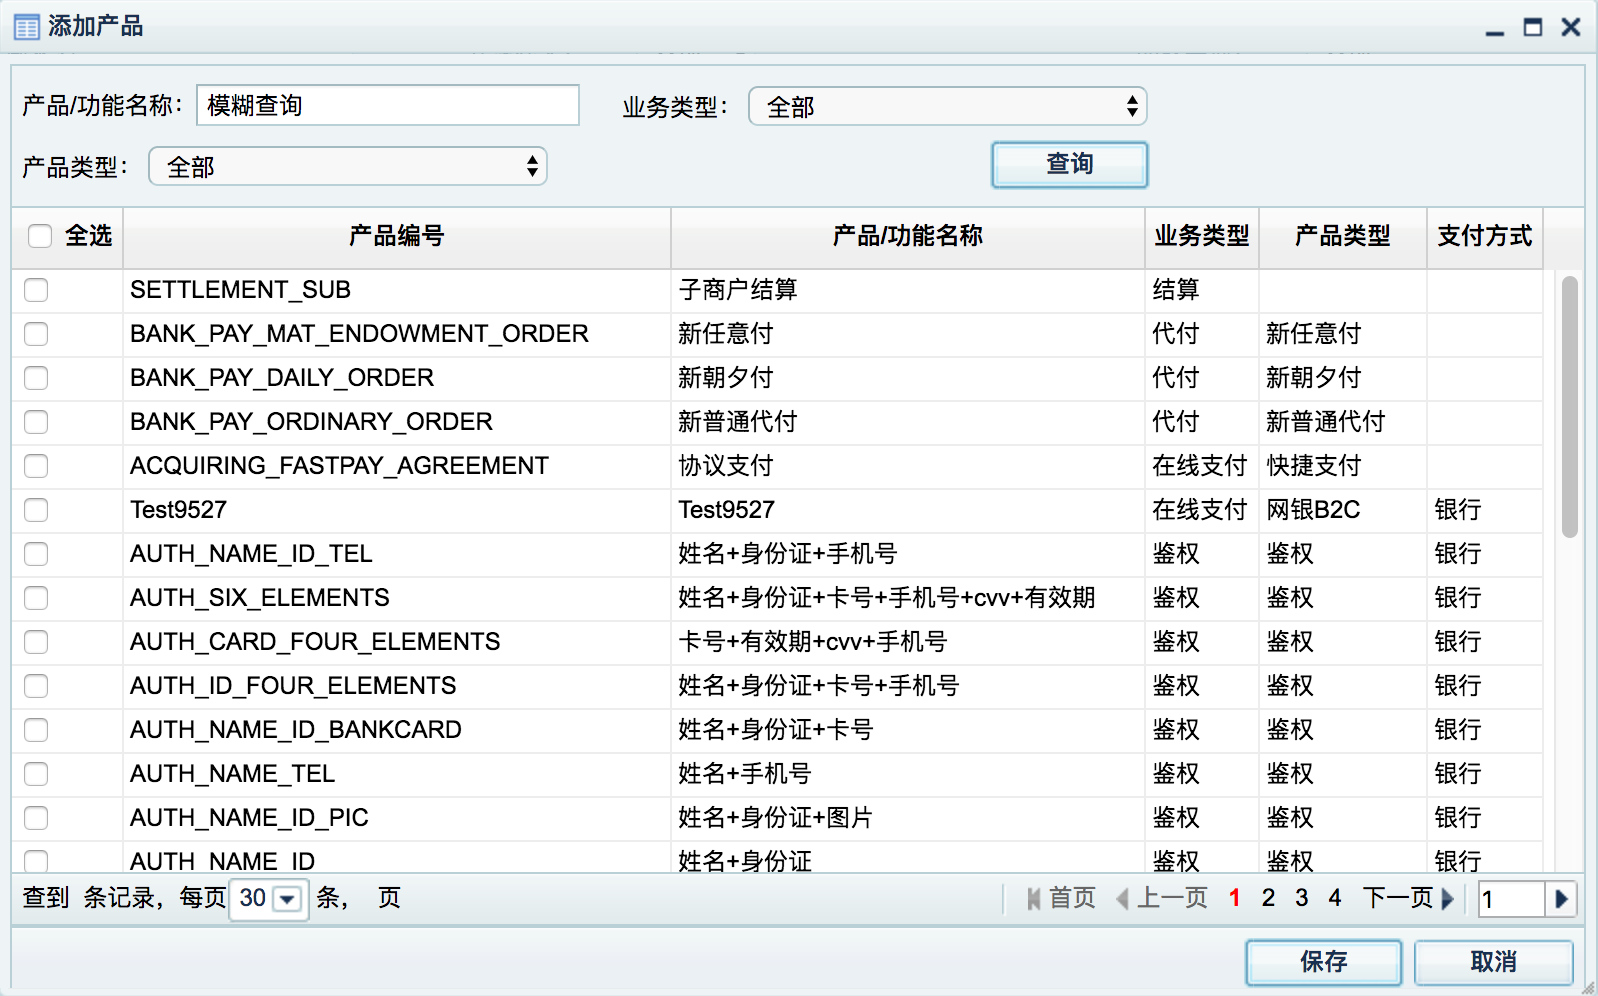 添加产品
产品/功能名称： 模糊查询 业务类型： 全部
产品类型： 全部 查询
全选 产品编号 产品/功能名称 业务类型 产品类型 支付方式
SETTLEMENT_SUB 子商户结算 结算
BANK_PAY_MAT_ENDOWMENT_ORDER 新任意付 代付 新任意付
BANK_PAY_DAILY_ORDER 新朝夕付 代付 新朝夕付
BANK_PAY_ORDINARY_ORDER 新普通代付 代付 新普通代付
ACQUIRING_FASTPAY_AGREEMENT 协议支付 在线支付 快捷支付
Test9527 Test9527 在线支付 网银B2C 银行
AUTH_NAME_ID_TEL 姓名+身份证+手机号 鉴权 鉴权 银行
AUTH_SIX_ELEMENTS 姓名+身份证+卡号+手机号+cvv+有效期 鉴权 鉴权 银行
AUTH_CARD_FOUR_ELEMENTS 卡号+有效期+cvv+手机号 鉴权 鉴权 银行
AUTH_ID_FOUR_ELEMENTS 姓名+身份证+卡号+手机号 鉴权 鉴权 银行
AUTH_NAME_ID_BANKCARD 姓名+身份证+卡号 鉴权 鉴权 银行
AUTH_NAME_TEL 姓名+手机号 鉴权 鉴权 银行
AUTH_NAME_ID_PIC 姓名+身份证+图片 鉴权 鉴权 银行
AUTH_NAME_ID 姓名+身份证 鉴权 鉴权 银行
查到 条记录，每页 30 条， 页 首页 上一页 1 2 3 4 下一页 1
保存 取消